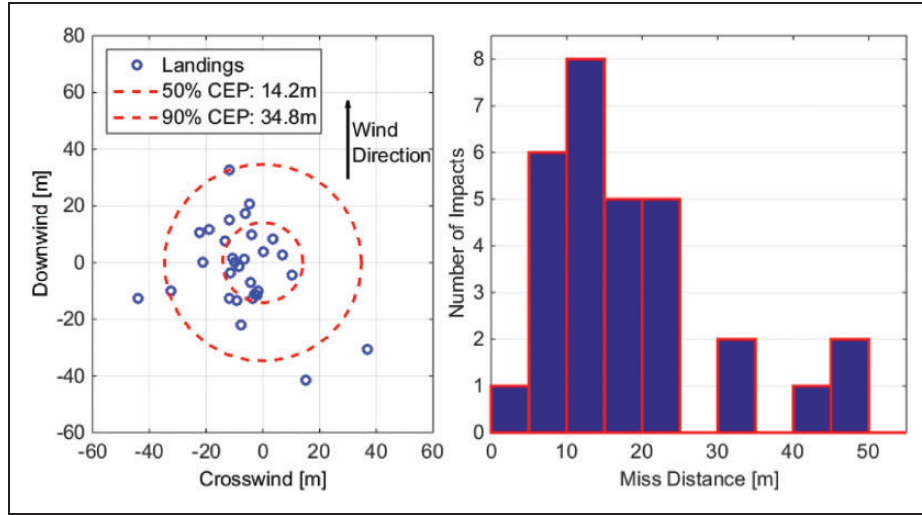 80
60
40
20
0
-20
-40
-60
Downwind [m]
Landings
50% CEP: 14.2m
90% CEP: 34.8m
Wind
Direction
-60 -40 -20 0 20 40 60
Crosswind [m]
8
7
6
5
4
3
2
1
0
Number of Impacts
0 10 20 30 40 50
Miss Distance [m]